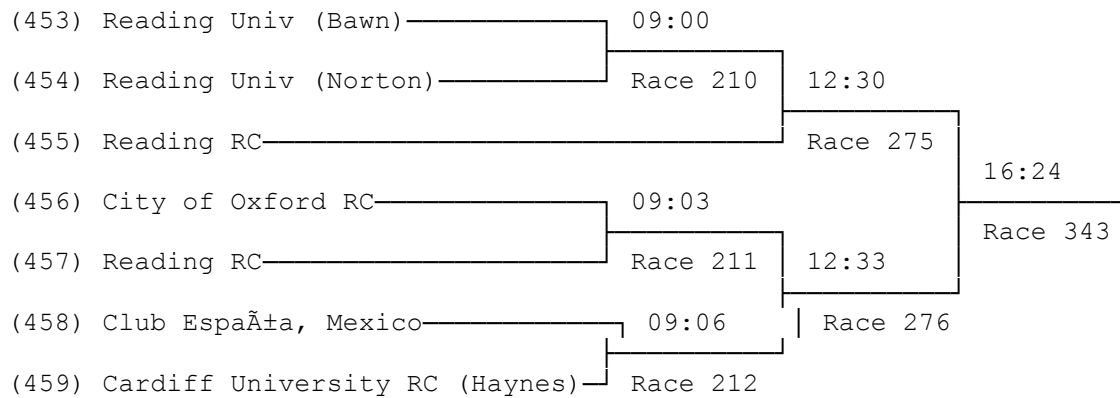 (453) Reading Univ (Bawn) 09:00
(454) Reading Univ (Norton) Race 210 12:30
(455) Reading RC Race 275
16:24
(456) City of Oxford RC 09:03
Race 343
(457) Reading RC Race 211 12:33
(458) Club EspaÃ±a, Mexico 09:06 Race 276
(459) Cardiff University RC (Haynes) Race 212